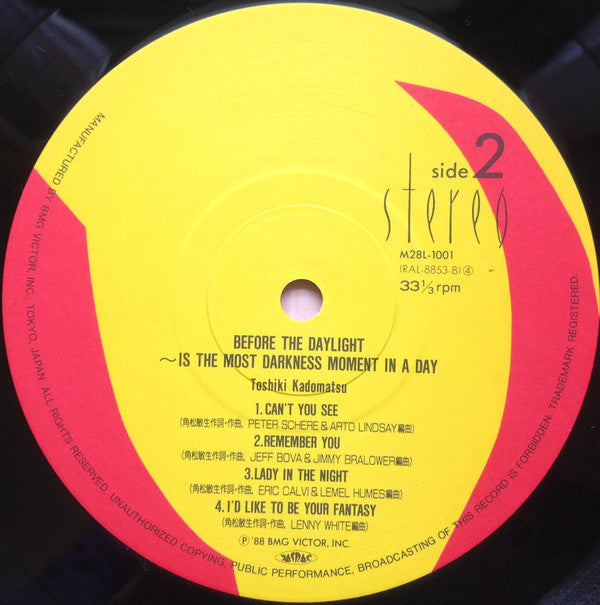 side 2
stereo
M28L-1001
(RAL-8853-B)④
33⅓rpm
BEFORE THE DAYLIGHT
～IS THE MOST DARKNESS MOMENT IN A DAY
Toshiki Kadomatsu
1.CAN'T YOU SEE
(角松敏生作詞・作曲, PETER SCHERE & ARTO LINDSAY編曲)
2.REMEMBER YOU
(角松敏生作詞・作曲, JEFF BOVA & JIMMY BRALOWER編曲)
3.LADY IN THE NIGHT
(角松敏生作詞・作曲, ERIC CALVI & LEMEL HUMES編曲)
4.I'D LIKE TO BE YOUR FANTASY
(角松敏生作詞・作曲, LENNY WHITE編曲)
Ⓟ '88 BMG VICTOR, INC.
JASRAC
MANUFACTURED BY BMG VICTOR, INC., TOKYO, JAPAN ALL RIGHTS RESERVED. UNAUTHORIZED COPYING, PUBLIC PERFORMANCE, BROADCASTING OF THIS RECORD IS FORBIDDEN. TRADEMARK REGISTERED.